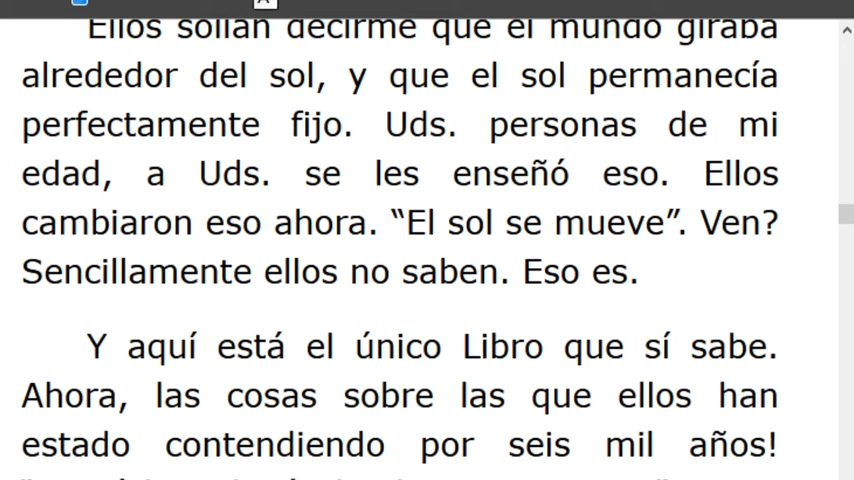 Ellos solían decirme que el mundo giraba
alrededor del sol, y que el sol permanecía
perfectamente fijo. Uds. personas de mi
edad, a Uds. se les enseñó eso. Ellos
cambiaron eso ahora. “El sol se mueve”. Ven?
Sencillamente ellos no saben. Eso es.
Y aquí está el único Libro que sí sabe.
Ahora, las cosas sobre las que ellos han
estado contendiendo por seis mil años!